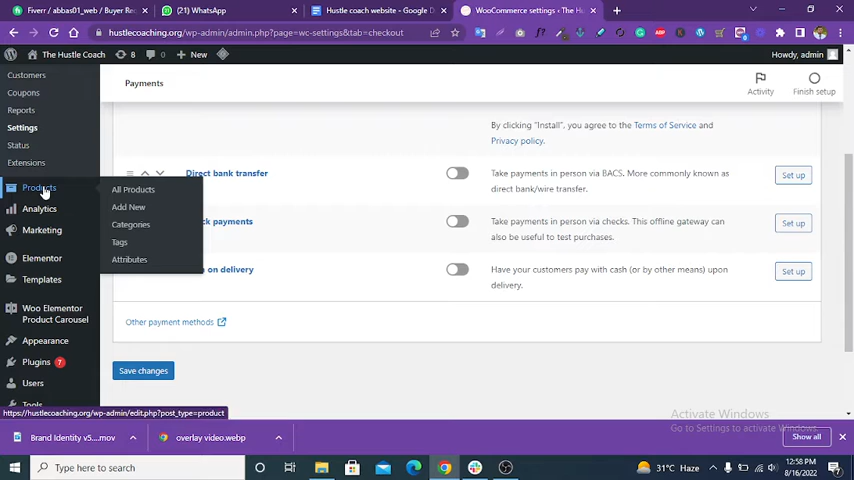 Fiverr / abbas01_web / Buyer Rei
(21) WhatsApp
Hustle coach website - Google D
WooCommerce settings ‹ The Hu
hustlecoaching.org/wp-admin/admin.php?page=wc-settings&tab=checkout
The Hustle Coach
8
0
New
Howdy, admin
Customers
Coupons
Reports
Settings
Status
Extensions
Products
Analytics
Marketing
Elementor
Templates
Woo Elementor
Product Carousel
Appearance
Plugins 7
Users
Tools
All Products
Add New
Categories
Tags
Attributes
Payments
Activity
Finish setup
By clicking "Install", you agree to the Terms of Service and
Privacy policy.
Direct bank transfer
Take payments in person via BACS. More commonly known as
direct bank/wire transfer.
Set up
ck payments
Take payments in person via checks. This offline gateway can
also be useful to test purchases.
Set up
on delivery
Have your customers pay with cash (or by other means) upon
delivery.
Set up
Other payment methods
Save changes
https://hustlecoaching.org/wp-admin/edit.php?post_type=product
Activate Windows
Go to Settings to activate Windows.
Brand Identity v5....mov
overlay video.webp
Show all
Type here to search
31°C Haze
12:58 PM
8/16/2022
7